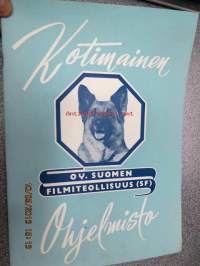 Kotimainen
OY. SUOMEN
FILMITEOLLISUUS (SF)
Ohjelmisto